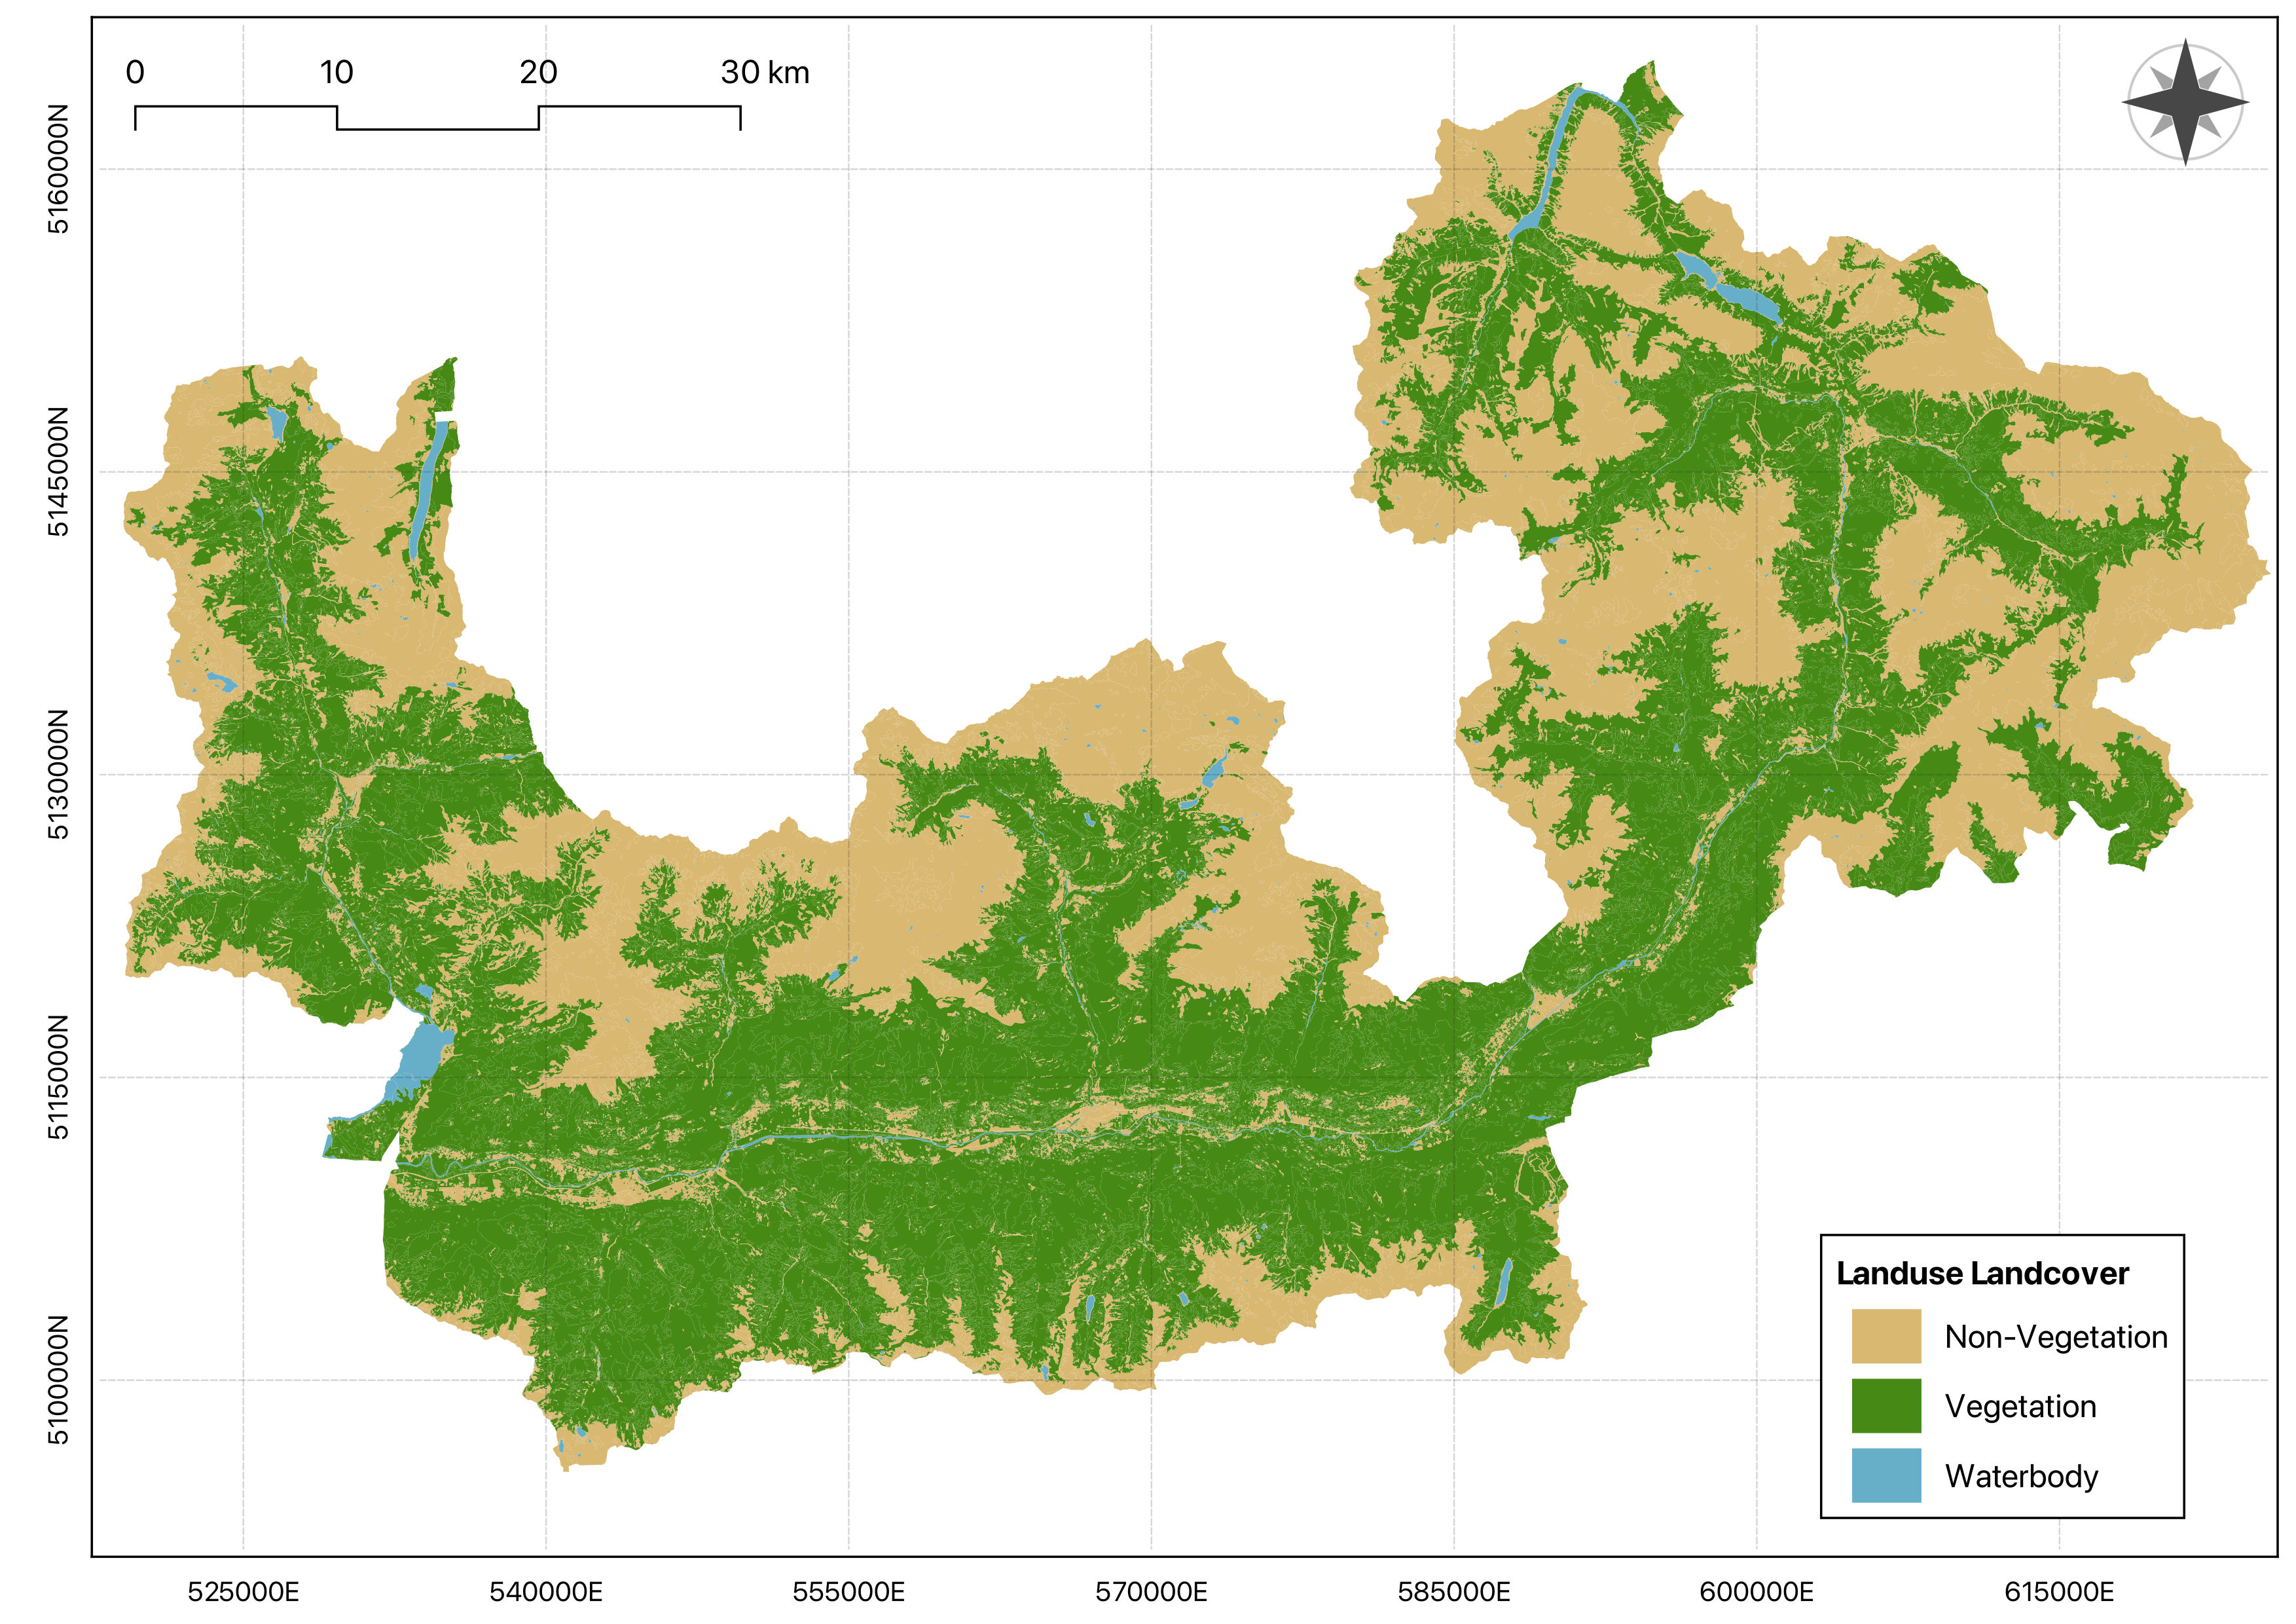 0 10 20 30 km
5160000N
5145000N
5130000N
5115000N
5100000N
Landuse Landcover
Non-Vegetation
Vegetation
Waterbody
525000E 540000E 555000E 570000E 585000E 600000E 615000E